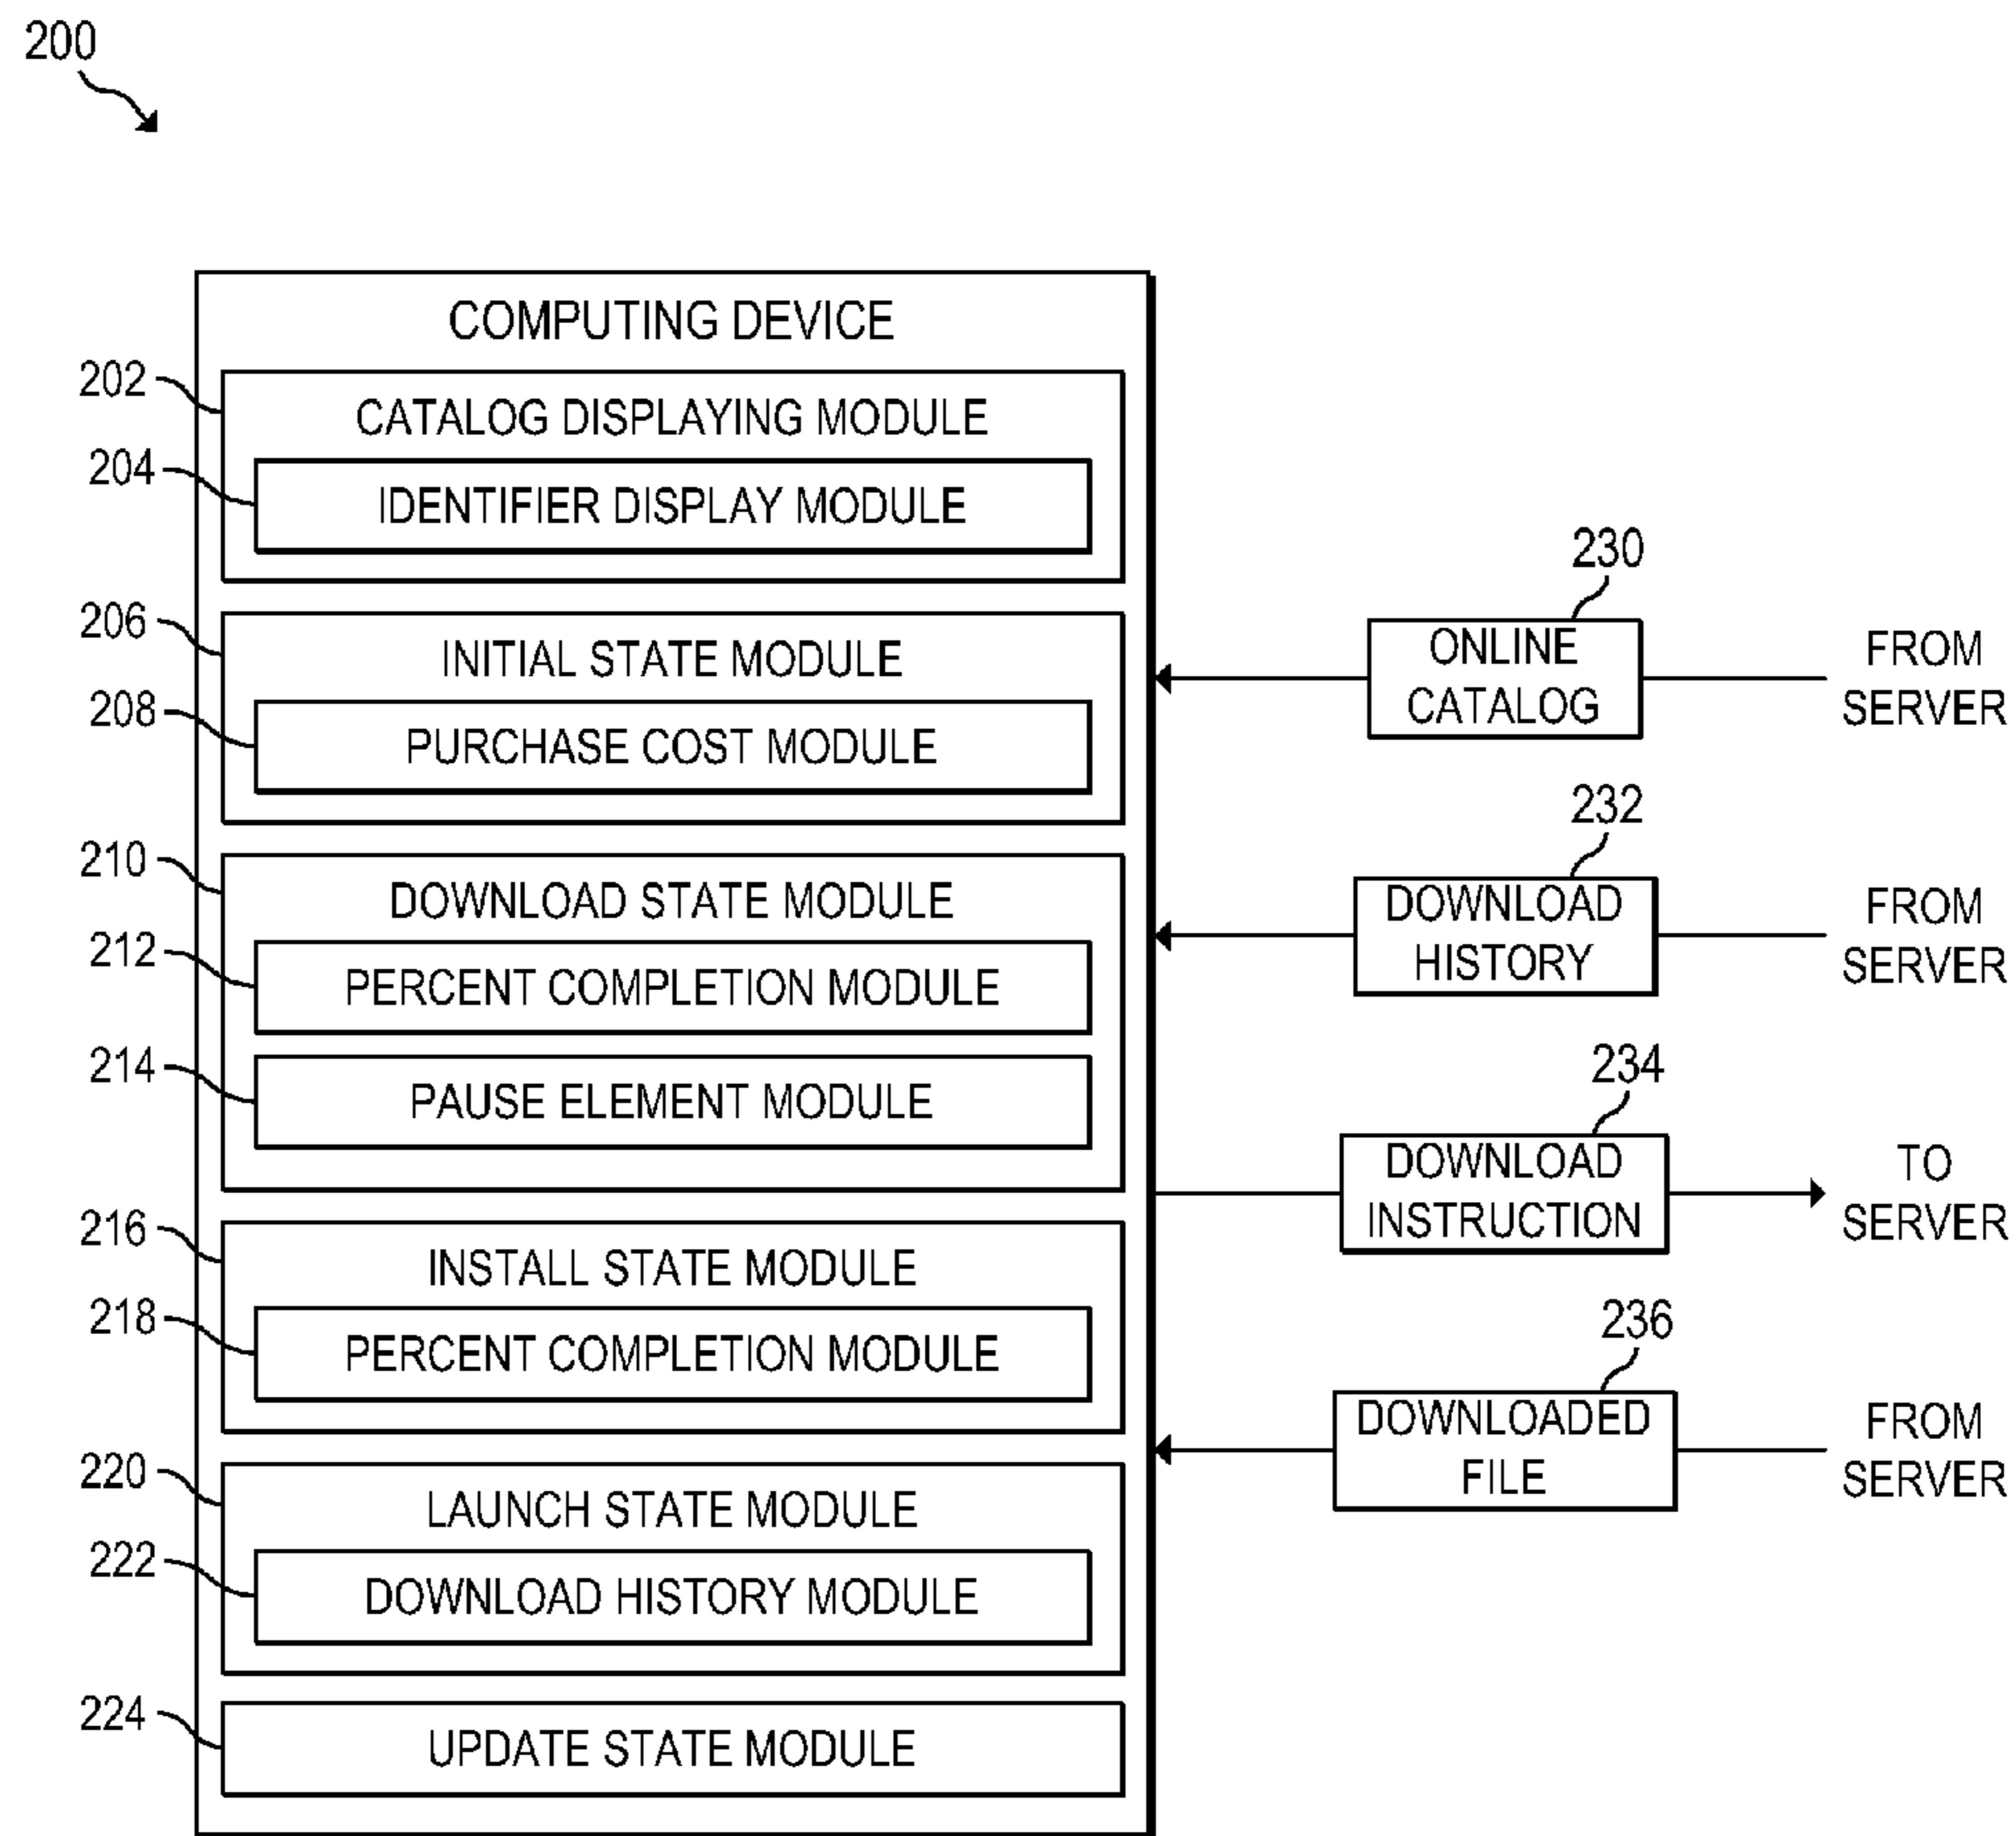 200
COMPUTING DEVICE
202
CATALOG DISPLAYING MODULE
204
IDENTIFIER DISPLAY MODULE
206
INITIAL STATE MODULE
208
PURCHASE COST MODULE
210
DOWNLOAD STATE MODULE
212
PERCENT COMPLETION MODULE
214
PAUSE ELEMENT MODULE
216
INSTALL STATE MODULE
218
PERCENT COMPLETION MODULE
220
LAUNCH STATE MODULE
222
DOWNLOAD HISTORY MODULE
224
UPDATE STATE MODULE
230
ONLINE
CATALOG
FROM
SERVER
232
DOWNLOAD
HISTORY
FROM
SERVER
234
DOWNLOAD
INSTRUCTION
TO
SERVER
236
DOWNLOADED
FILE
FROM
SERVER